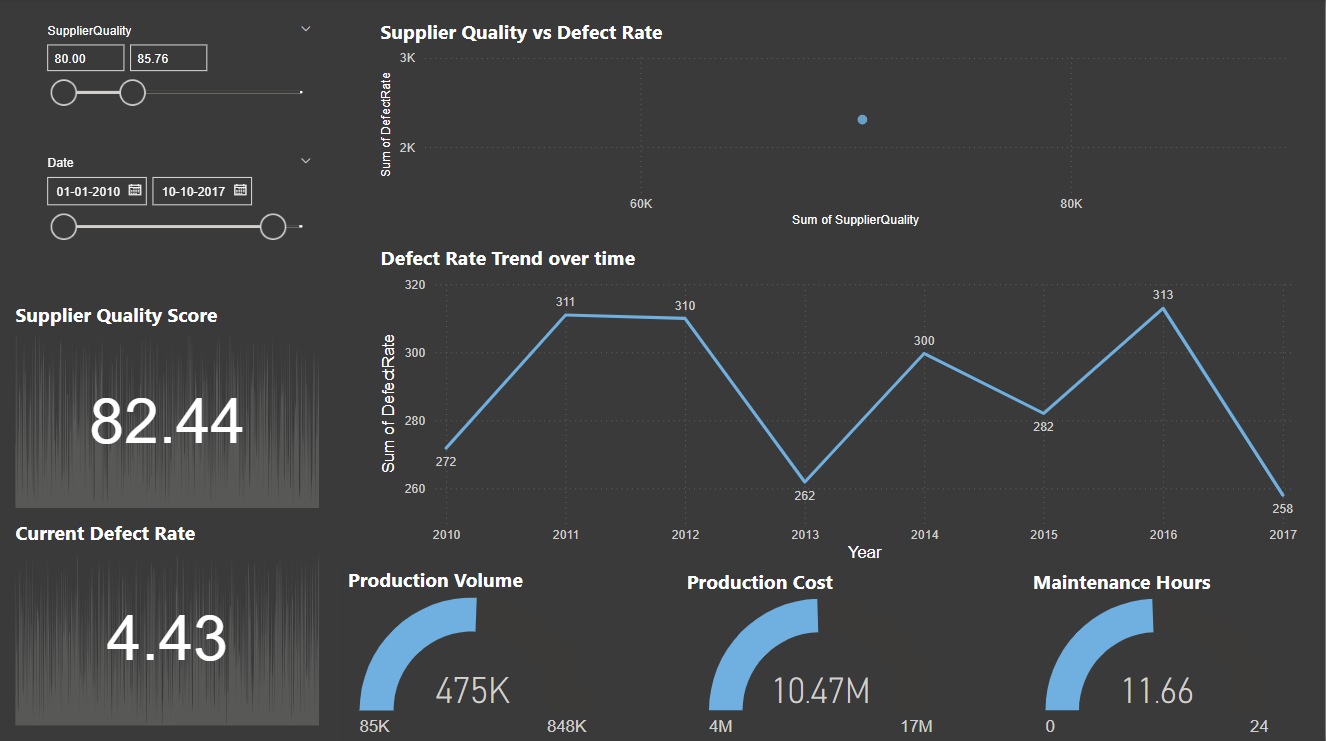 SupplierQuality
80.00 85.76
Date
01-01-2010 10-10-2017
Supplier Quality Score
82.44
Current Defect Rate
4.43
Supplier Quality vs Defect Rate
Sum of DefectRate
3K
2K
60K 80K
Sum of SupplierQuality
Defect Rate Trend over time
Sum of DefectRate
320
300
280
260
272
311
310
262
300
282
313
258
2010 2011 2012 2013 2014 2015 2016 2017
Year
Production Volume
475K
85K 848K
Production Cost
10.47M
4M 17M
Maintenance Hours
11.66
0 24